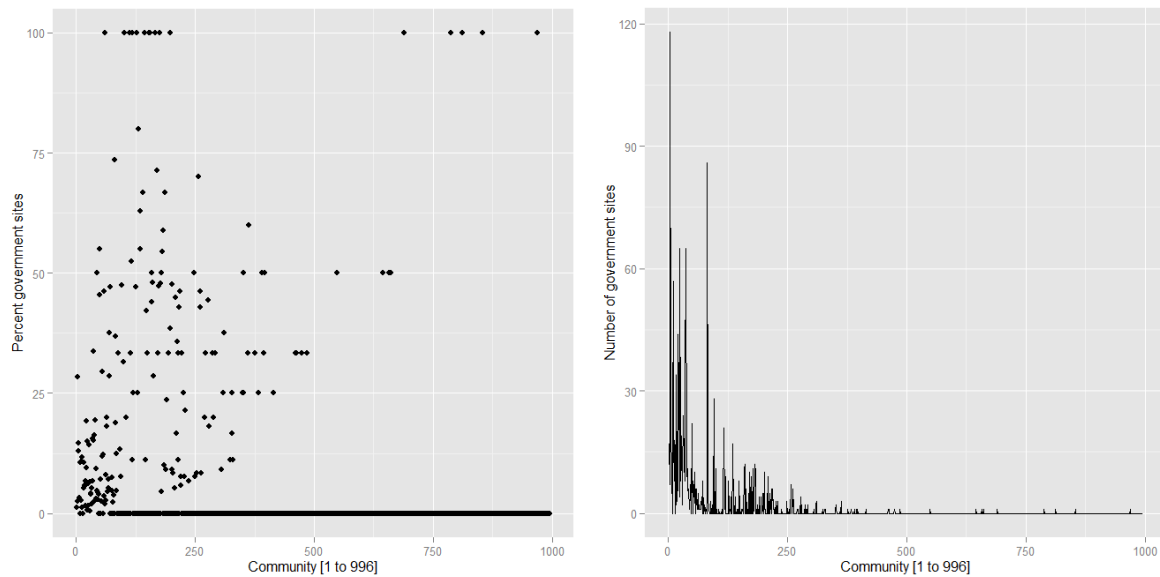 Percent government sites
100
75
50
25
0
0 250 500 750 1000
Community [1 to 996]
Number of government sites
120
90
60
30
0
0 250 500 750 1000
Community [1 to 996]